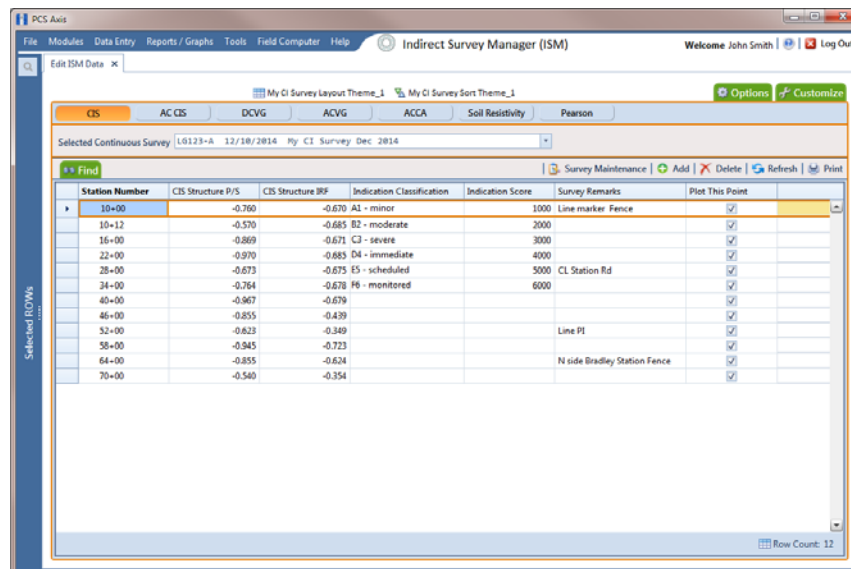 PCS Axis
File Modules Data Entry Reports / Graphs Tools Field Computer Help Indirect Survey Manager (ISM) Welcome John Smith | | Log Ou
Edit ISM Data ×
My CI Survey Layout Theme_1 My CI Survey Sort Theme_1
Options Customize
CIS AC CIS DCVG ACVG ACCA Soil Resistivity Pearson
Selected Continuous Survey LG123-A 12/10/2014 My CI Survey Dec 2014
Find | Survey Maintenance | Add | Delete | Refresh | Print
Station Number CIS Structure P/S CIS Structure IRF Indication Classification Indication Score Survey Remarks Plot This Point
10+00 -0.760 -0.670 A1 - minor 1000 Line marker Fence
10+12 -0.570 -0.685 B2 - moderate 2000
16+00 -0.869 -0.671 C3 - severe 3000
22+00 -0.970 -0.685 D4 - immediate 4000
28+00 -0.673 -0.675 E5 - scheduled 5000 CL Station Rd
34+00 -0.764 -0.678 F6 - monitored 6000
40+00 -0.967 -0.679
46+00 -0.855 -0.439
52+00 -0.623 -0.349 Line PI
58+00 -0.945 -0.723
64+00 -0.855 -0.624 N side Bradley Station Fence
70+00 -0.540 -0.354
Selected ROWs
Row Count: 12